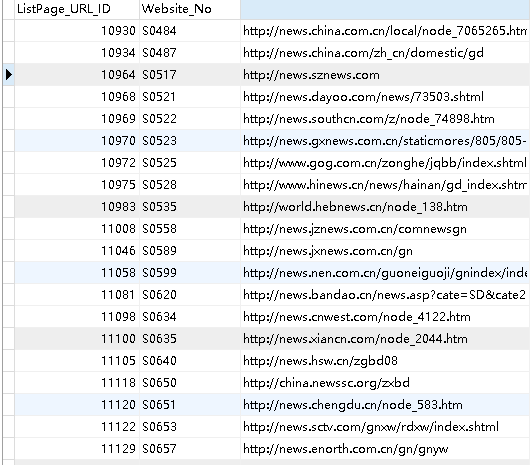 ListPage_URL_ID Website_No
10930 S0484 http://news.china.com.cn/local/node_7065265.htm
10934 S0487 http://news.china.com/zh_cn/domestic/gd
10964 S0517 http://news.sznews.com
10968 S0521 http://news.dayoo.com/news/73503.shtml
10969 S0522 http://news.southcn.com/z/node_74898.htm
10970 S0523 http://news.gxnews.com.cn/staticmores/805/805-
10972 S0525 http://www.gog.com.cn/zonghe/jqbb/index.shtml
10975 S0528 http://www.hinews.cn/news/hainan/gd_index.shtm
10983 S0535 http://world.hebnews.cn/node_138.htm
11008 S0558 http://news.jznews.com.cn/comnewsgn
11046 S0589 http://news.jxnews.com.cn/gn
11058 S0599 http://news.nen.com.cn/guoneiguoji/gnindex/inde
11081 S0620 http://news.bandao.cn/news.asp?cate=SD&cate2
11098 S0634 http://news.cnwest.com/node_4122.htm
11100 S0635 http://news.xiancn.com/node_2044.htm
11105 S0640 http://news.hsw.cn/zgbd08
11118 S0650 http://china.newssc.org/zxbd
11120 S0651 http://news.chengdu.cn/node_583.htm
11122 S0653 http://news.sctv.com/gnxw/rdxw/index.shtml
11129 S0657 http://news.enorth.com.cn/gn/gnyw